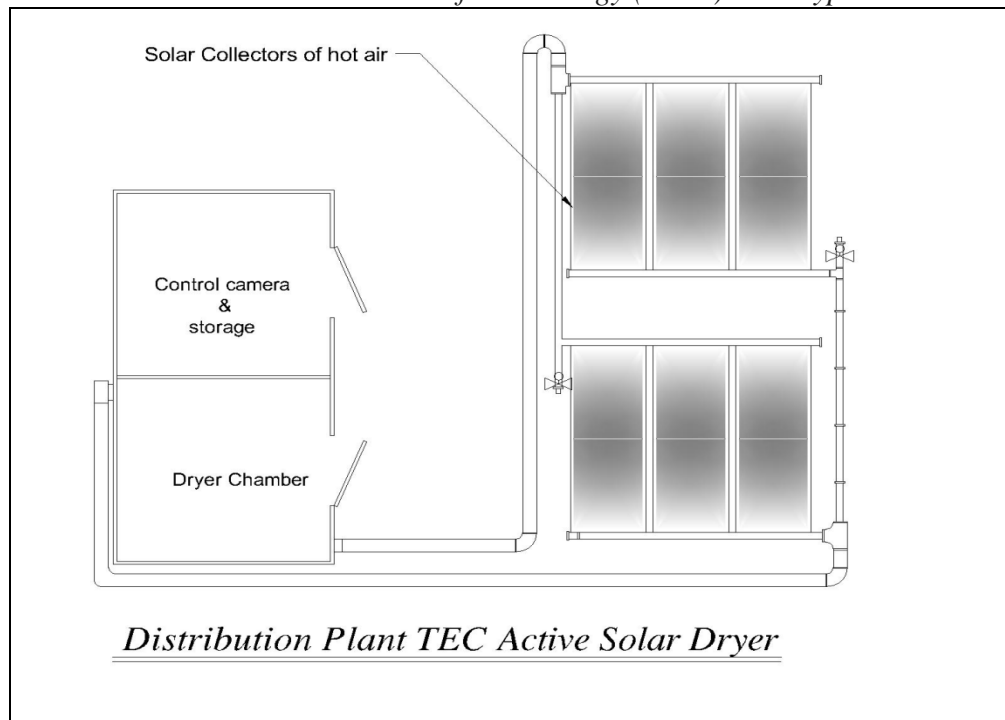 Solar Collectors of hot air
Control camera
&
storage
Dryer Chamber
Distribution Plant TEC Active Solar Dryer